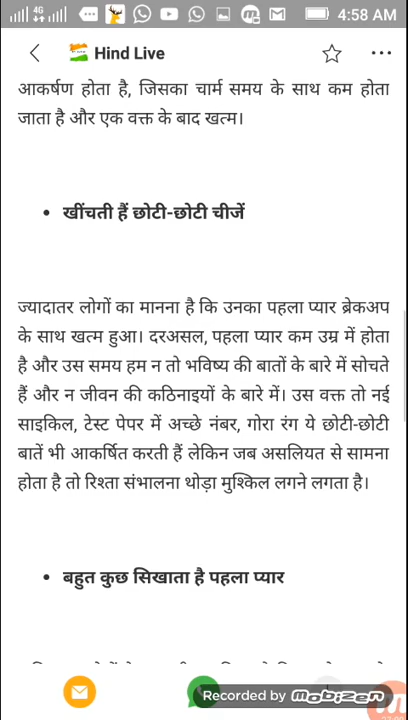 4G
4:58 AM
Hind Live
आकर्षण होता है, जिसका चार्म समय के साथ कम होता
जाता है और एक वक्त के बाद खत्म।
• खींचती हैं छोटी-छोटी चीजें
ज्यादातर लोगों का मानना है कि उनका पहला प्यार ब्रेकअप
के साथ खत्म हुआ। दरअसल, पहला प्यार कम उम्र में होता
है और उस समय हम न तो भविष्य की बातों के बारे में सोचते
हैं और न जीवन की कठिनाइयों के बारे में। उस वक्त तो नई
साइकिल, टेस्ट पेपर में अच्छे नंबर, गोरा रंग ये छोटी-छोटी
बातें भी आकर्षित करती हैं लेकिन जब असलियत से सामना
होता है तो रिश्ता संभालना थोड़ा मुश्किल लगने लगता है।
• बहुत कुछ सिखाता है पहला प्यार
Recorded by mobizen